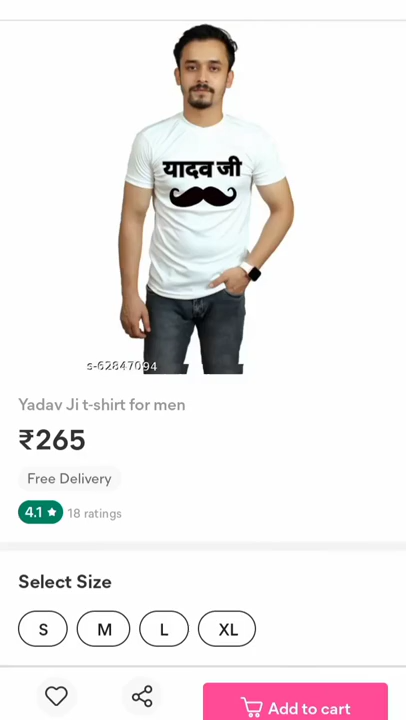 यादव जी
s-62847094
Yadav Ji t-shirt for men
₹265
Free Delivery
4.1 ★ 18 ratings
Select Size
S M L XL
Add to cart